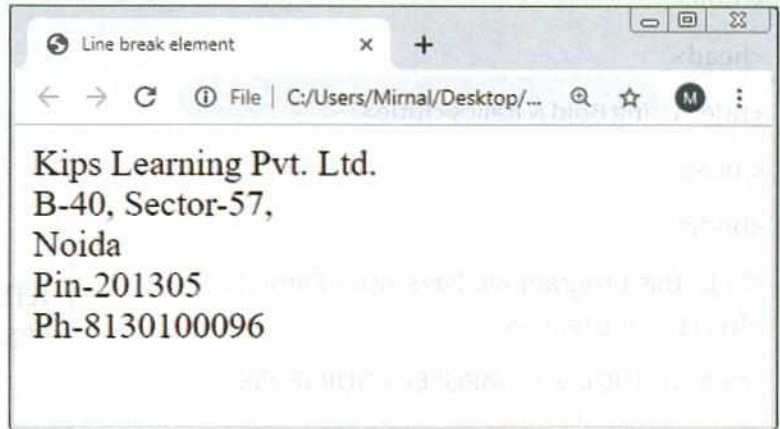 Line break element
File | C:/Users/Mirnal/Desktop/...
M
Kips Learning Pvt. Ltd.
B-40, Sector-57,
Noida
Pin-201305
Ph-8130100096